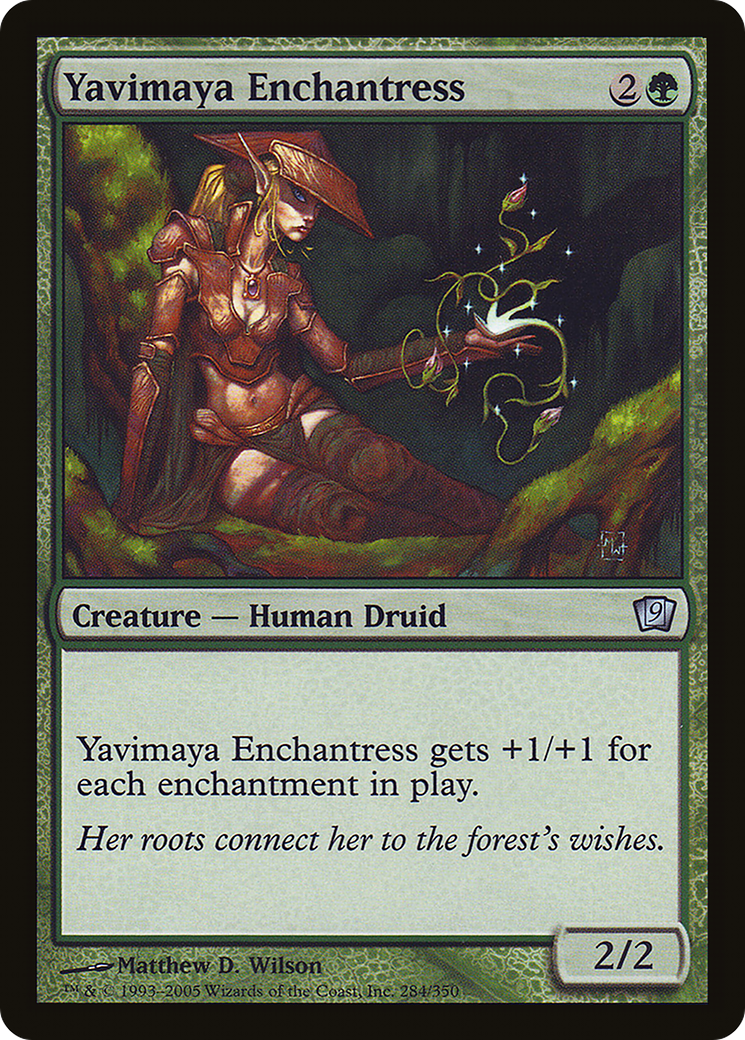 Yavimaya Enchantress 2
Creature — Human Druid 9
Yavimaya Enchantress gets +1/+1 for
each enchantment in play.
Her roots connect her to the forest's wishes.
2/2
Matthew D. Wilson
™ & © 1993–2005 Wizards of the Coast, Inc. 284/350